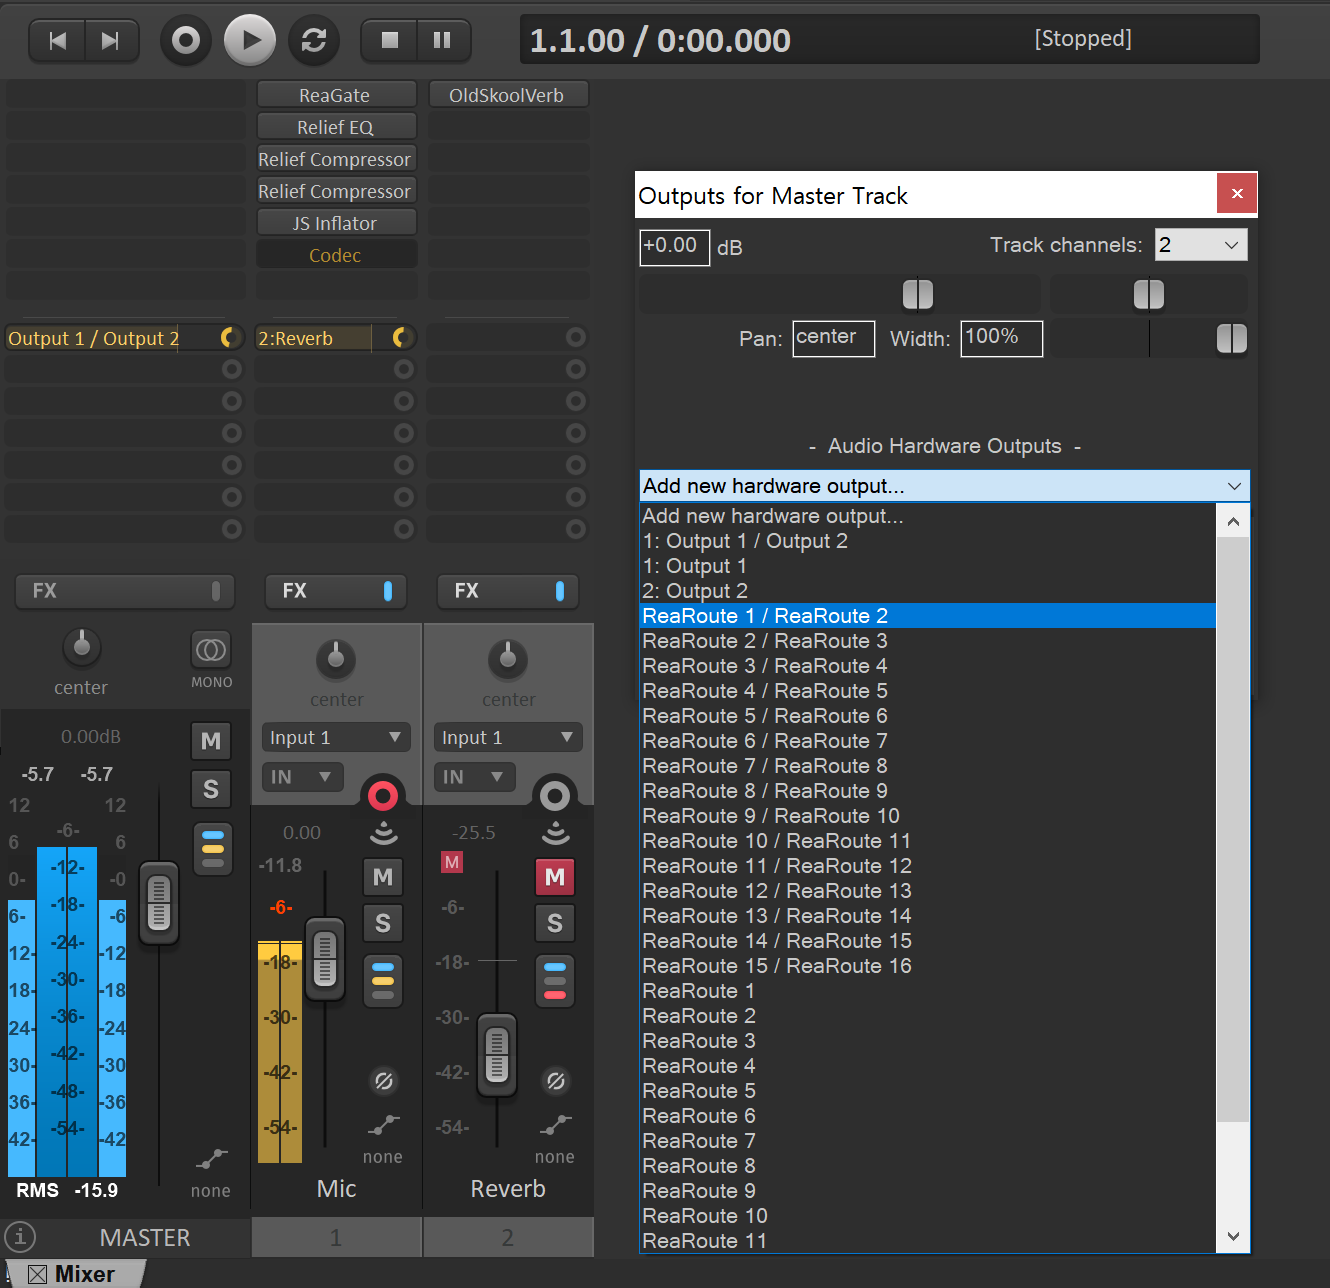 1.1.00 / 0:00.000
[Stopped]
ReaGate
OldSkoolVerb
Relief EQ
Relief Compressor
Relief Compressor
JS Inflator
Codec
Output 1 / Output 2
2:Reverb
FX
FX
FX
center
MONO
center
center
0.00dB
M
Input 1
Input 1
-5.7 -5.7
S
IN
IN
12 12
-6-
6 6
0- -0
-12-
-18-
6- -6
-24-
12- -12
-30-
18- -18
-36-
24- -24
-42-
30- -30
-48-
36- -36
-54-
42- -42
RMS -15.9
none
MASTER
0.00
-11.8
M
-6-
S
-18-
-30-
-42-
-54-
none
Mic
1
-25.5
M
M
-6-
S
-18-
-30-
-42-
-54-
none
Reverb
2
Mixer
Outputs for Master Track
+0.00 dB
Track channels: 2
Pan: center Width: 100%
- Audio Hardware Outputs -
Add new hardware output...
Add new hardware output...
1: Output 1 / Output 2
1: Output 1
2: Output 2
ReaRoute 1 / ReaRoute 2
ReaRoute 2 / ReaRoute 3
ReaRoute 3 / ReaRoute 4
ReaRoute 4 / ReaRoute 5
ReaRoute 5 / ReaRoute 6
ReaRoute 6 / ReaRoute 7
ReaRoute 7 / ReaRoute 8
ReaRoute 8 / ReaRoute 9
ReaRoute 9 / ReaRoute 10
ReaRoute 10 / ReaRoute 11
ReaRoute 11 / ReaRoute 12
ReaRoute 12 / ReaRoute 13
ReaRoute 13 / ReaRoute 14
ReaRoute 14 / ReaRoute 15
ReaRoute 15 / ReaRoute 16
ReaRoute 1
ReaRoute 2
ReaRoute 3
ReaRoute 4
ReaRoute 5
ReaRoute 6
ReaRoute 7
ReaRoute 8
ReaRoute 9
ReaRoute 10
ReaRoute 11